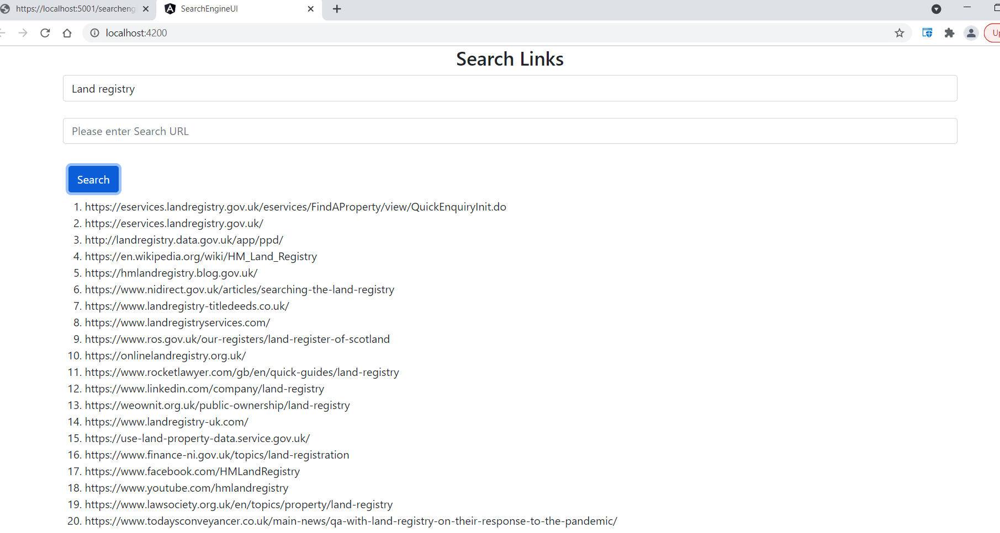 https://localhost:5001/searcheng
SearchEngineUI
localhost:4200
Up
Search Links
Land registry
Please enter Search URL
Search
1. https://eservices.landregistry.gov.uk/eservices/FindAProperty/view/QuickEnquiryInit.do
2. https://eservices.landregistry.gov.uk/
3. http://landregistry.data.gov.uk/app/ppd/
4. https://en.wikipedia.org/wiki/HM_Land_Registry
5. https://hmlandregistry.blog.gov.uk/
6. https://www.nidirect.gov.uk/articles/searching-the-land-registry
7. https://www.landregistry-titledeeds.co.uk/
8. https://www.landregistryservices.com/
9. https://www.ros.gov.uk/our-registers/land-register-of-scotland
10. https://onlinelandregistry.org.uk/
11. https://www.rocketlawyer.com/gb/en/quick-guides/land-registry
12. https://www.linkedin.com/company/land-registry
13. https://weownit.org.uk/public-ownership/land-registry
14. https://www.landregistry-uk.com/
15. https://use-land-property-data.service.gov.uk/
16. https://www.finance-ni.gov.uk/topics/land-registration
17. https://www.facebook.com/HMLandRegistry
18. https://www.youtube.com/hmlandregistry
19. https://www.lawsociety.org.uk/en/topics/property/land-registry
20. https://www.todaysconveyancer.co.uk/main-news/qa-with-land-registry-on-their-response-to-the-pandemic/